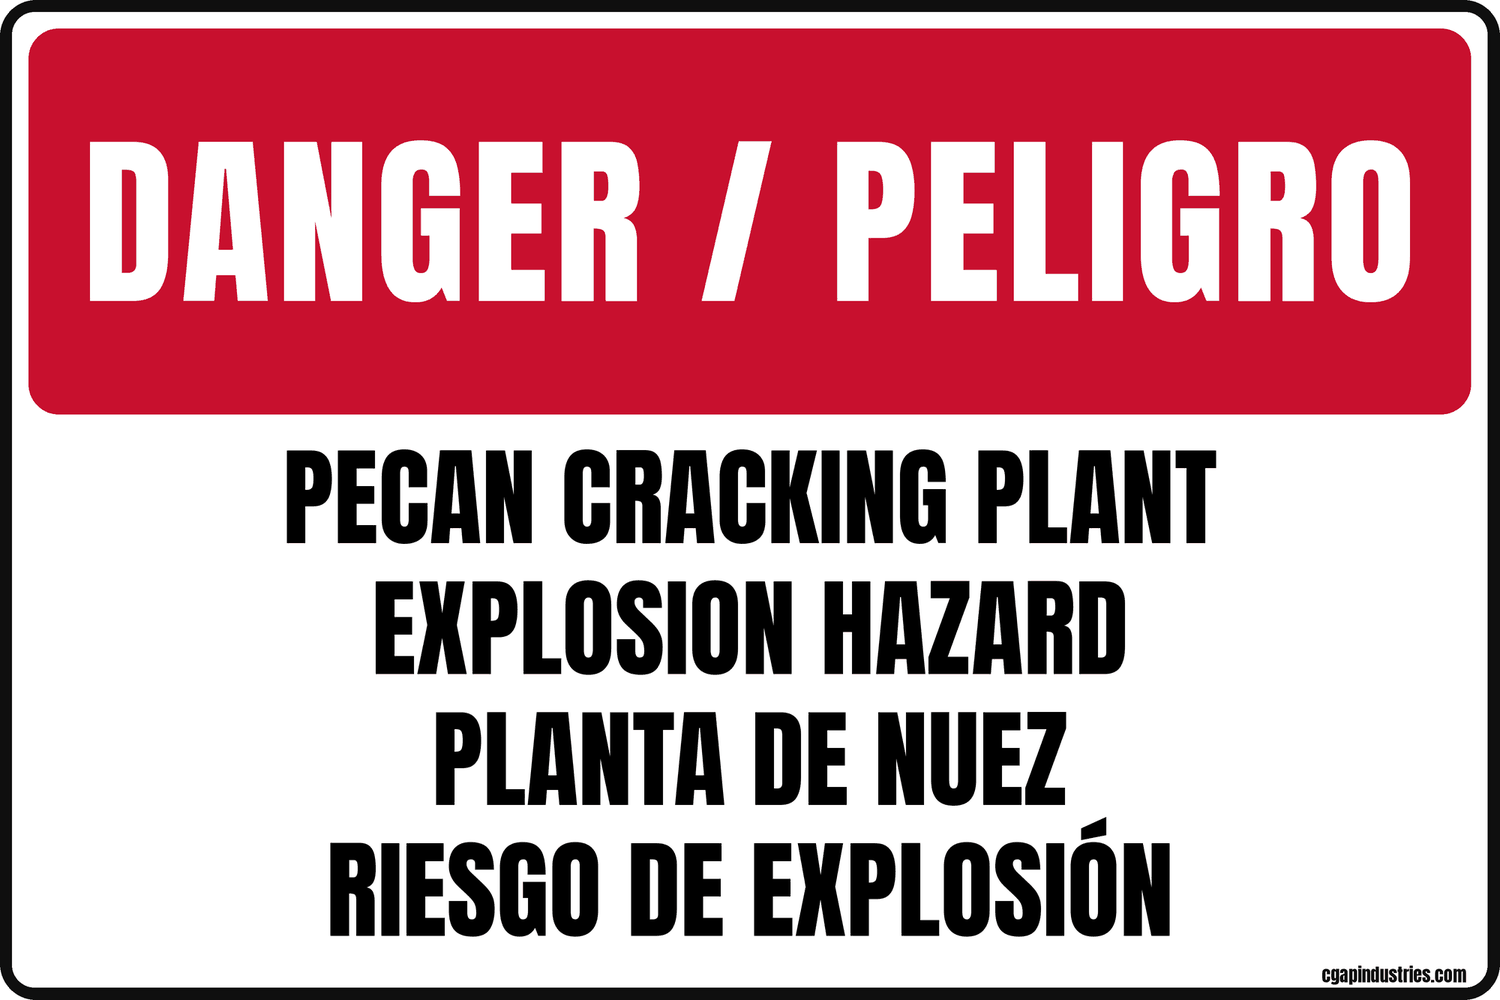 DANGER / PELIGRO
PECAN CRACKING PLANT
EXPLOSION HAZARD
PLANTA DE NUEZ
RIESGO DE EXPLOSIÓN
cgapindustries.com